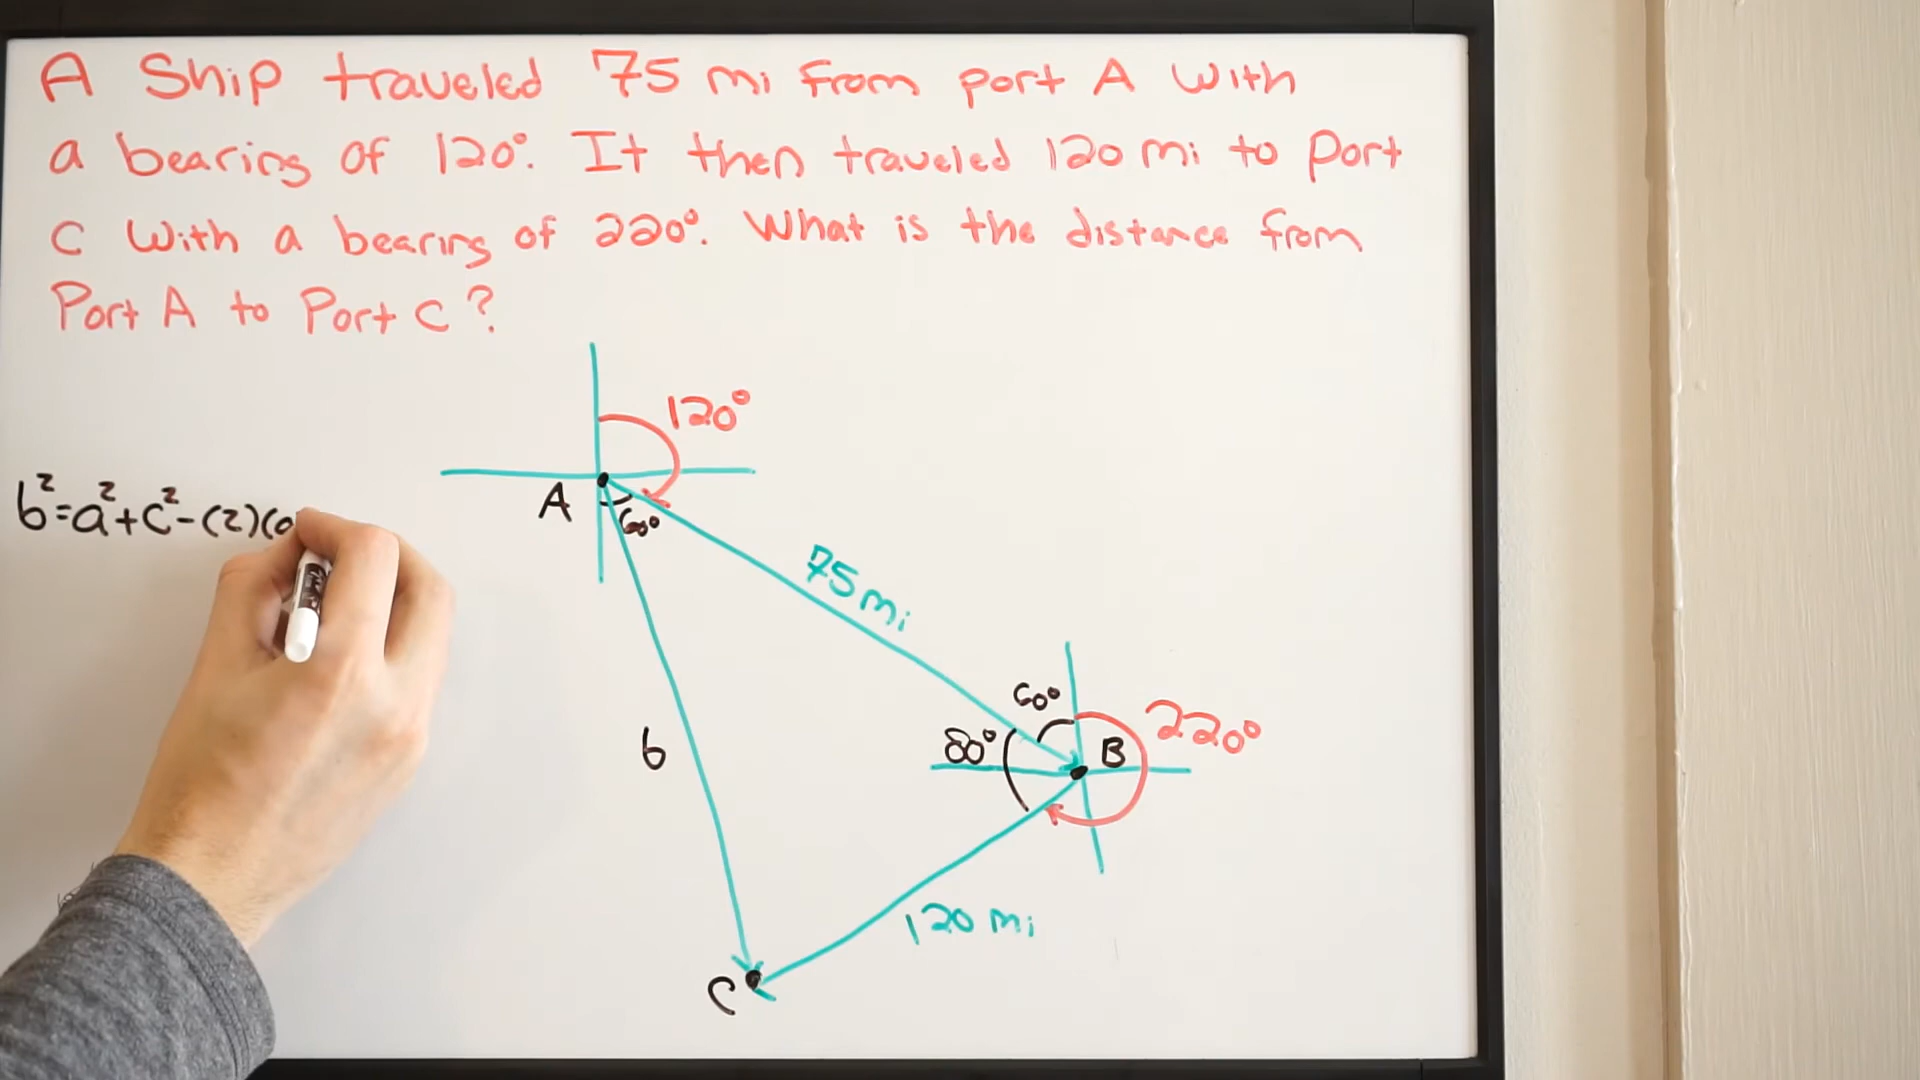 A Ship traveled 75 mi from port A with
a bearing of 120°. It then traveled 120 mi to Port
C With a bearing of 220°. What is the distance from
Port A to Port C?
120°
b²=a²+c²-(2)(a
A
60°
75 mi
60°
220°
80°
B
b
120 mi
C